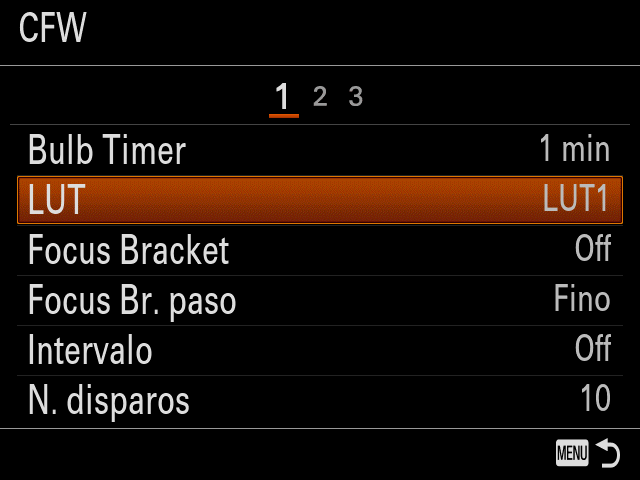 CFW
1 2 3
Bulb Timer 1 min
LUT LUT1
Focus Bracket Off
Focus Br. paso Fino
Intervalo Off
N. disparos 10
MENU